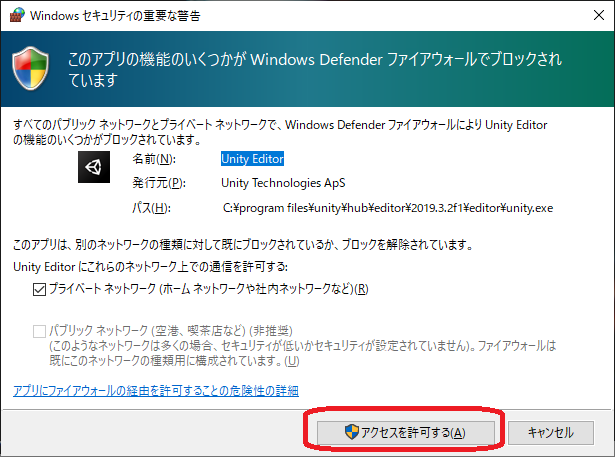 Windows セキュリティの重要な警告
このアプリの機能のいくつかが Windows Defender ファイアウォールでブロックされ
ています
すべてのパブリック ネットワークとプライベート ネットワークで、Windows Defender ファイアウォールにより Unity Editor
の機能のいくつかがブロックされています。
名前(N): Unity Editor
発行元(P): Unity Technologies ApS
パス(H): C:¥program files¥unity¥hub¥editor¥2019.3.2f1¥editor¥unity.exe
このアプリは、別のネットワークの種類に対して既にブロックされているか、ブロックを解除されています。
Unity Editor にこれらのネットワーク上での通信を許可する:
プライベート ネットワーク (ホーム ネットワークや社内ネットワークなど)(R)
パブリック ネットワーク (空港、喫茶店など) (非推奨)
(このようなネットワークは多くの場合、セキュリティが低いかセキュリティが設定されていません)。ファイアウォールは
既にこのネットワークの種類用に構成されています。(U)
アプリにファイアウォールの経由を許可することの危険性の詳細
アクセスを許可する(A) キャンセル